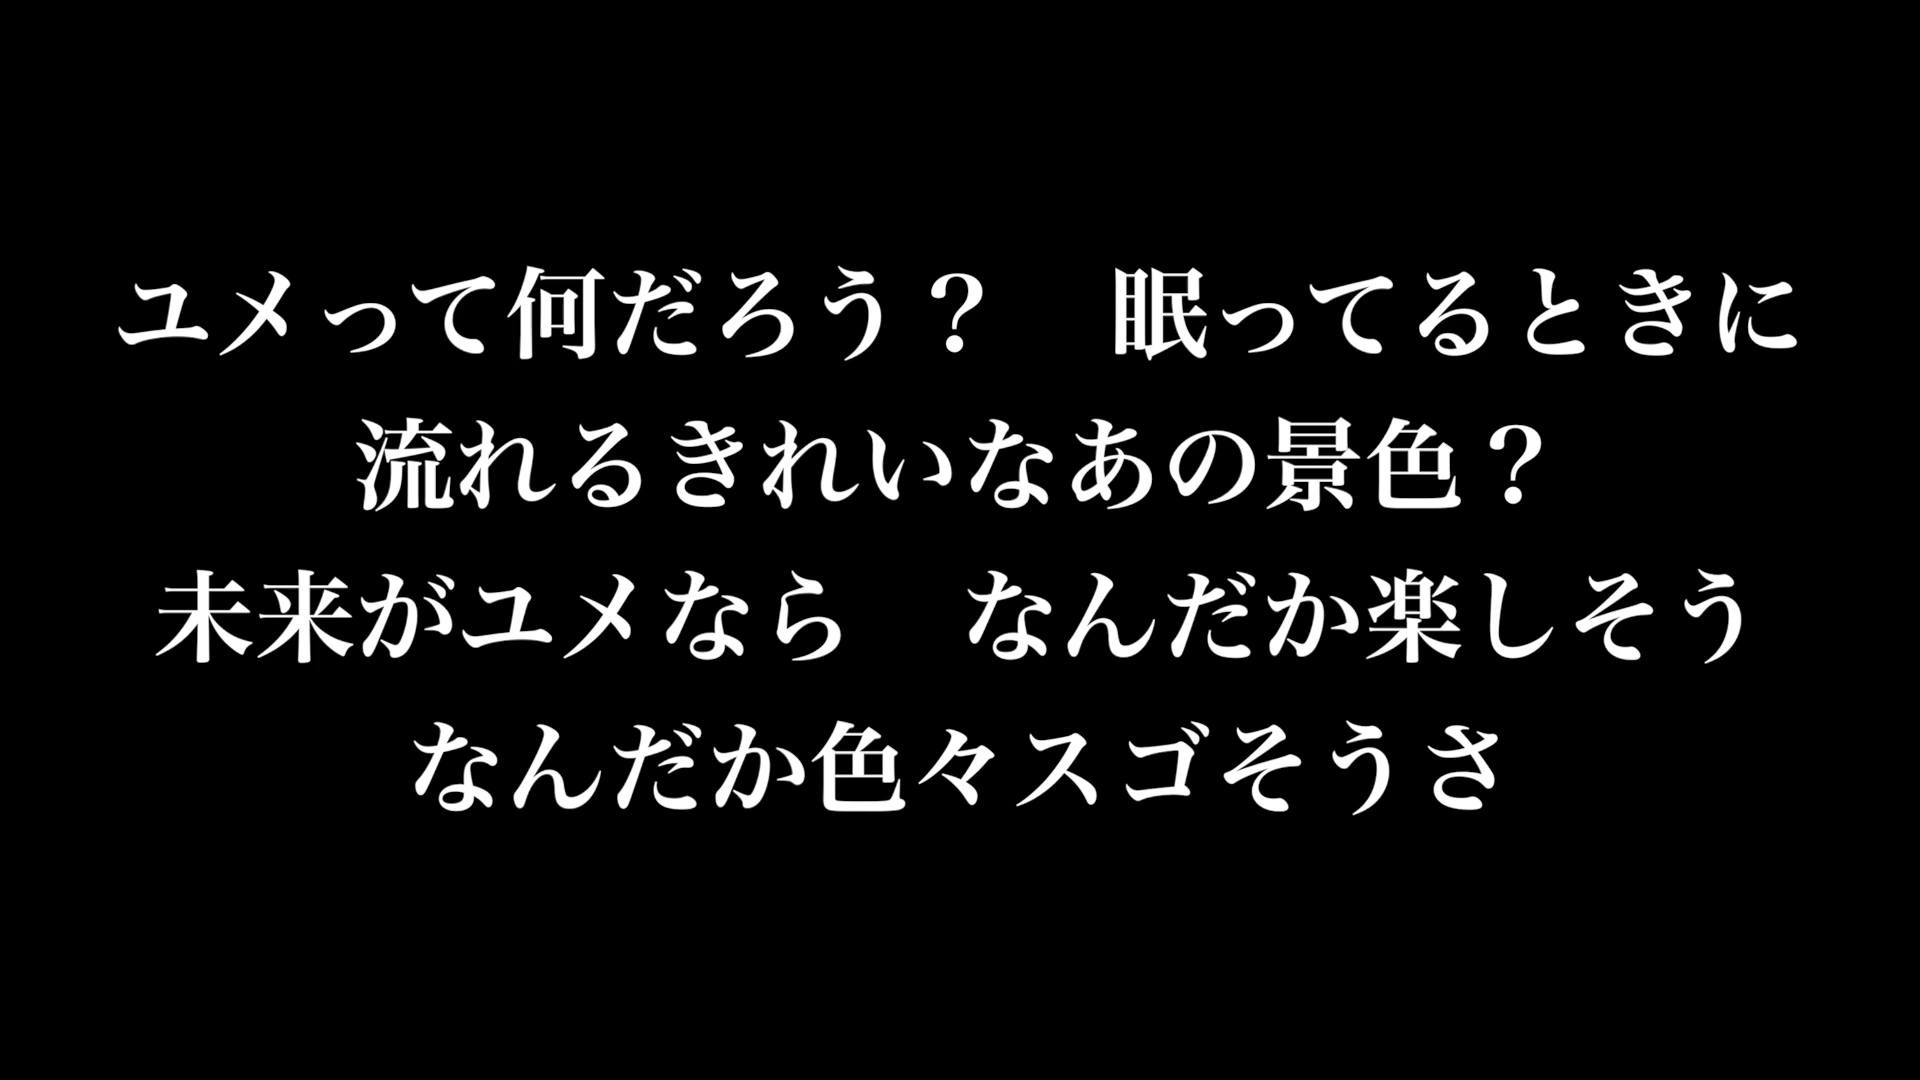 ユメって何だろう？　眠ってるときに
流れるきれいなあの景色？
未来がユメなら　なんだか楽しそう
なんだか色々スゴそうさ